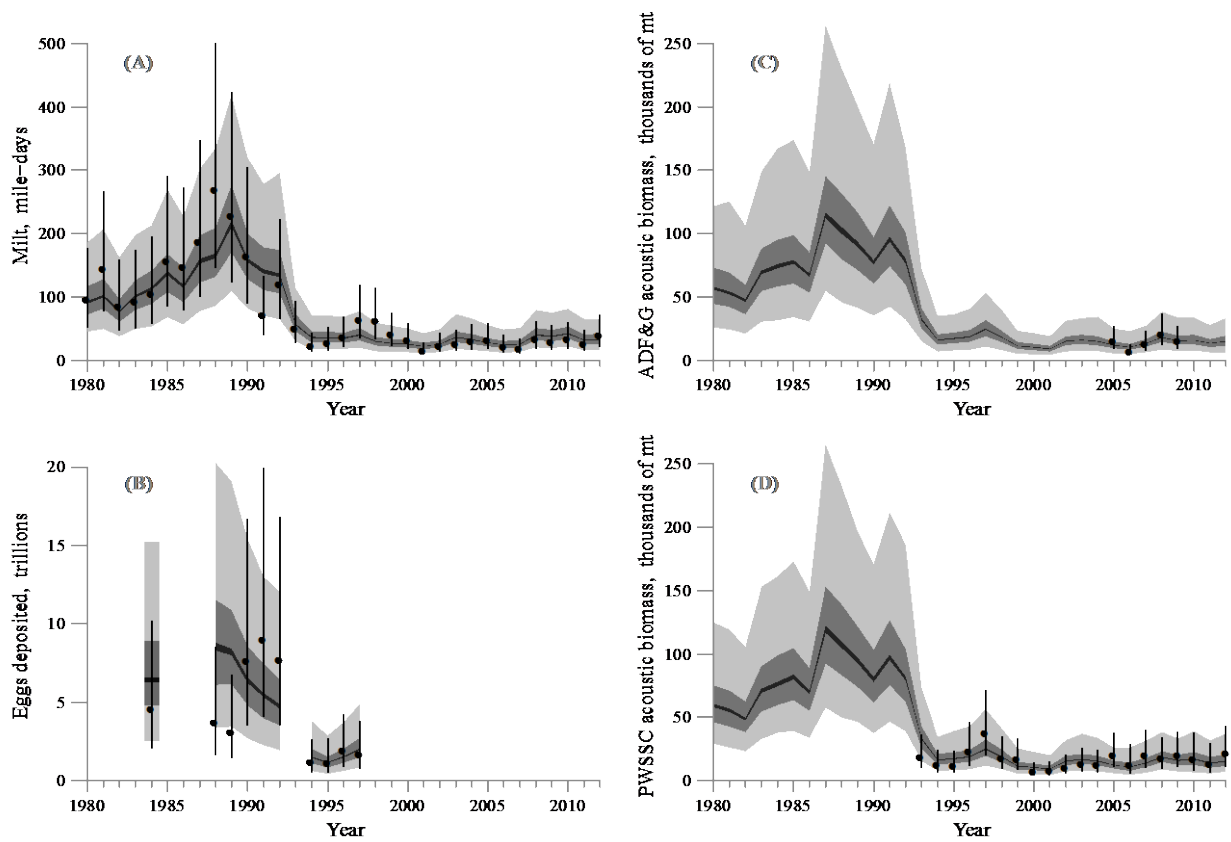 (A)
Milt, mile-days
500
400
300
200
100
0
1980 1985 1990 1995 2000 2005 2010
Year
(C)
ADF&G acoustic biomass, thousands of mt
250
200
150
100
50
0
1980 1985 1990 1995 2000 2005 2010
Year
(B)
Eggs deposited, trillions
20
15
10
5
0
1980 1985 1990 1995 2000 2005 2010
Year
(D)
PWSSC acoustic biomass, thousands of mt
250
200
150
100
50
0
1980 1985 1990 1995 2000 2005 2010
Year